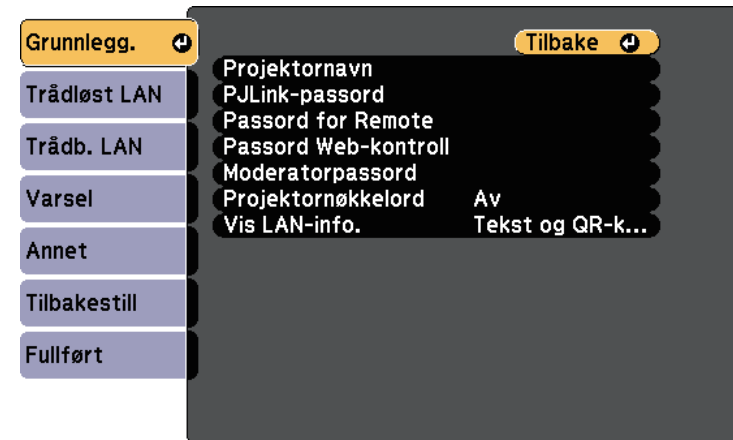 Grunnlegg.
Trådløst LAN
Trådb. LAN
Varsel
Annet
Tilbakestill
Fullført
Tilbake
Projektornavn
PJLink-passord
Passord for Remote
Passord Web-kontroll
Moderatorpassord
Projektornøkkelord Av
Vis LAN-info. Tekst og QR-k...